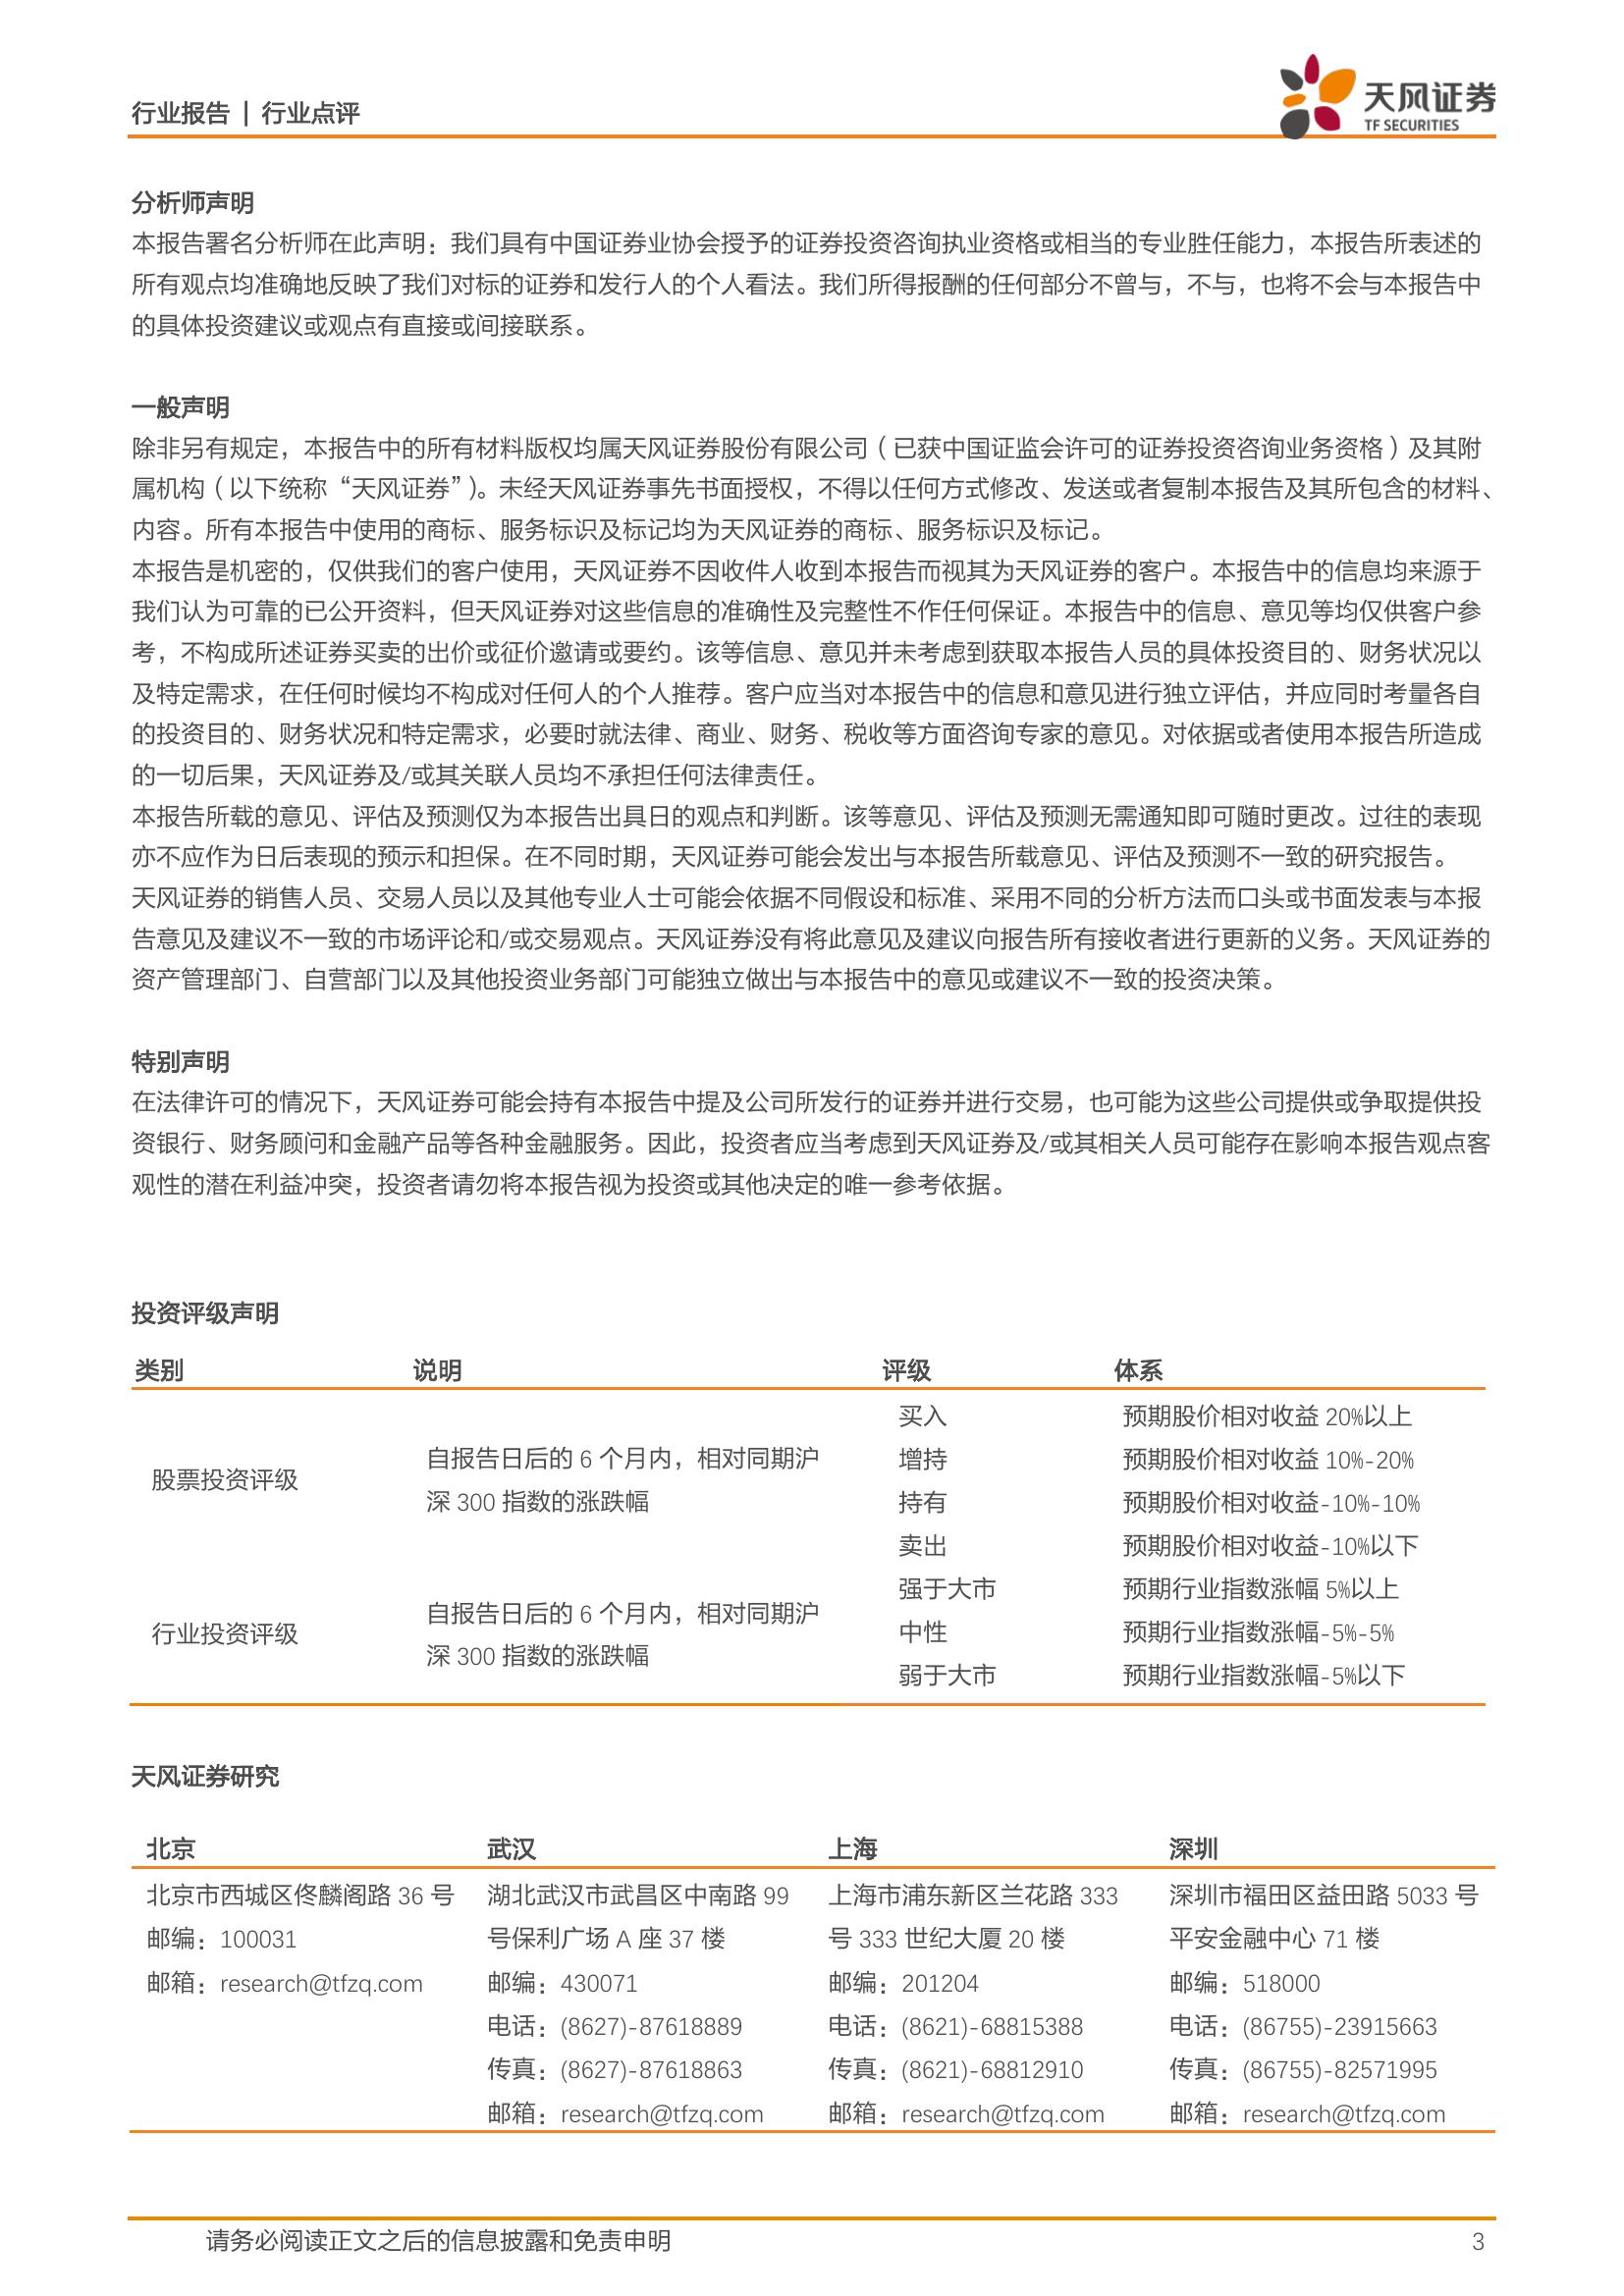 行业报告 | 行业点评
天风证券
TF SECURITIES
分析师声明
本报告署名分析师在此声明：我们具有中国证券业协会授予的证券投资咨询执业资格或相当的专业胜任能力，本报告所表述的
所有观点均准确地反映了我们对标的证券和发行人的个人看法。我们所得报酬的任何部分不曾与，不与，也将不会与本报告中
的具体投资建议或观点有直接或间接联系。
一般声明
除非另有规定，本报告中的所有材料版权均属天风证券股份有限公司（已获中国证监会许可的证券投资咨询业务资格）及其附
属机构（以下统称“天风证券”）。未经天风证券事先书面授权，不得以任何方式修改、发送或者复制本报告及其所包含的材料、
内容。所有本报告中使用的商标、服务标识及标记均为天风证券的商标、服务标识及标记。
本报告是机密的，仅供我们的客户使用，天风证券不因收件人收到本报告而视其为天风证券的客户。本报告中的信息均来源于
我们认为可靠的已公开资料，但天风证券对这些信息的准确性及完整性不作任何保证。本报告中的信息、意见等均仅供客户参
考，不构成所述证券买卖的出价或征价邀请或要约。该等信息、意见并未考虑到获取本报告人员的具体投资目的、财务状况以
及特定需求，在任何时候均不构成对任何人的个人推荐。客户应当对本报告中的信息和意见进行独立评估，并应同时考量各自
的投资目的、财务状况和特定需求，必要时就法律、商业、财务、税收等方面咨询专家的意见。对依据或者使用本报告所造成
的一切后果，天风证券及/或其关联人员均不承担任何法律责任。
本报告所载的意见、评估及预测仅为本报告出具日的观点和判断。该等意见、评估及预测无需通知即可随时更改。过往的表现
亦不应作为日后表现的预示和担保。在不同时期，天风证券可能会发出与本报告所载意见、评估及预测不一致的研究报告。
天风证券的销售人员、交易人员以及其他专业人士可能会依据不同假设和标准、采用不同的分析方法而口头或书面发表与本报
告意见及建议不一致的市场评论和/或交易观点。天风证券没有将此意见及建议向报告所有接收者进行更新的义务。天风证券的
资产管理部门、自营部门以及其他投资业务部门可能独立做出与本报告中的意见或建议不一致的投资决策。
特别声明
在法律许可的情况下，天风证券可能会持有本报告中提及公司所发行的证券并进行交易，也可能为这些公司提供或争取提供投
资银行、财务顾问和金融产品等各种金融服务。因此，投资者应当考虑到天风证券及/或其相关人员可能存在影响本报告观点客
观性的潜在利益冲突，投资者请勿将本报告视为投资或其他决定的唯一参考依据。
投资评级声明
类别 说明 评级 体系
股票投资评级
自报告日后的 6 个月内，相对同期沪
深 300 指数的涨跌幅
买入 预期股价相对收益 20%以上
增持 预期股价相对收益 10%-20%
持有 预期股价相对收益-10%-10%
卖出 预期股价相对收益-10%以下
行业投资评级
自报告日后的 6 个月内，相对同期沪
深 300 指数的涨跌幅
强于大市 预期行业指数涨幅 5%以上
中性 预期行业指数涨幅-5%-5%
弱于大市 预期行业指数涨幅-5%以下
天风证券研究
北京 武汉 上海 深圳
北京市西城区佟麟阁路 36 号 湖北武汉市武昌区中南路 99 上海市浦东新区兰花路 333 深圳市福田区益田路 5033 号
邮编：100031 号保利广场 A 座 37 楼 号 333 世纪大厦 20 楼 平安金融中心 71 楼
邮箱：research@tfzq.com 邮编：430071 邮编：201204 邮编：518000
电话：(8627)-87618889 电话：(8621)-68815388 电话：(86755)-23915663
传真：(8627)-87618863 传真：(8621)-68812910 传真：(86755)-82571995
邮箱：research@tfzq.com 邮箱：research@tfzq.com 邮箱：research@tfzq.com
请务必阅读正文之后的信息披露和免责申明 3